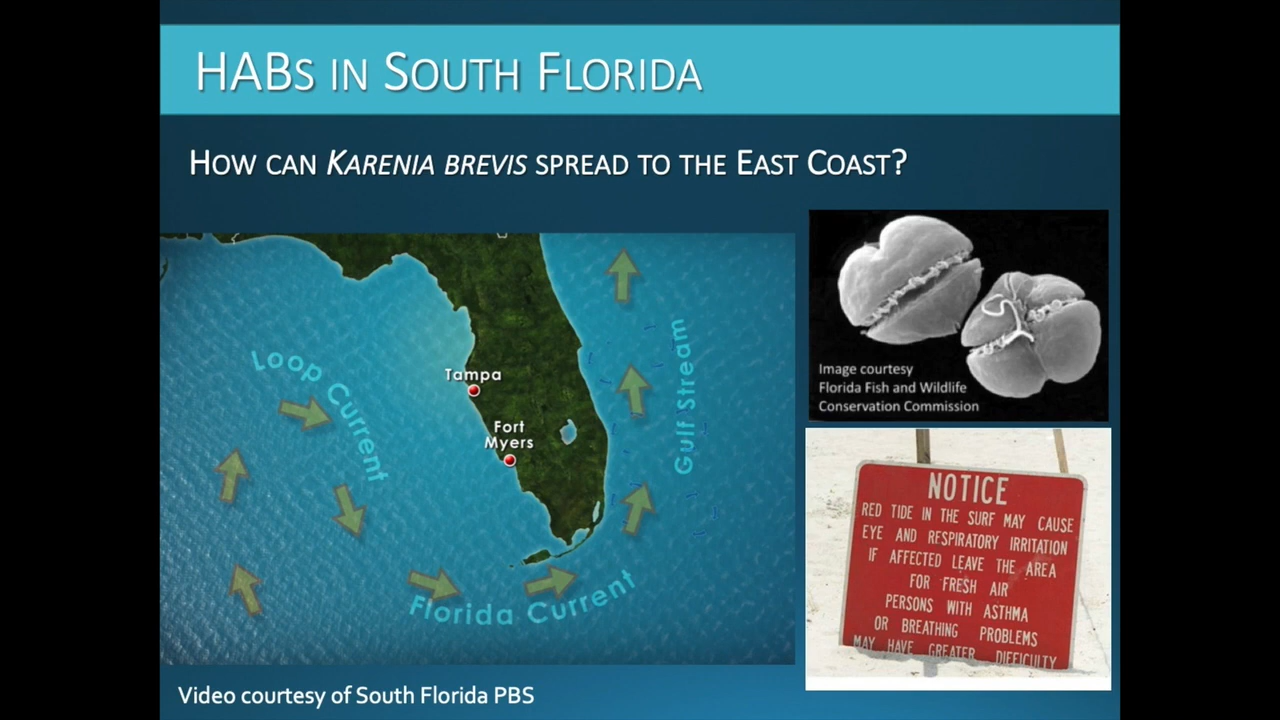 HABs in South Florida
How can Karenia brevis spread to the East Coast?
Loop Current
Tampa
Fort
Myers
Gulf Stream
Florida Current
Image courtesy
Florida Fish and Wildlife
Conservation Commission
NOTICE
RED TIDE IN THE SURF MAY CAUSE
EYE AND RESPIRATORY IRRITATION
IF AFFECTED LEAVE THE AREA
FOR FRESH AIR
PERSONS WITH ASTHMA
OR BREATHING PROBLEMS
MAY HAVE GREATER DIFFICULTY
Video courtesy of South Florida PBS